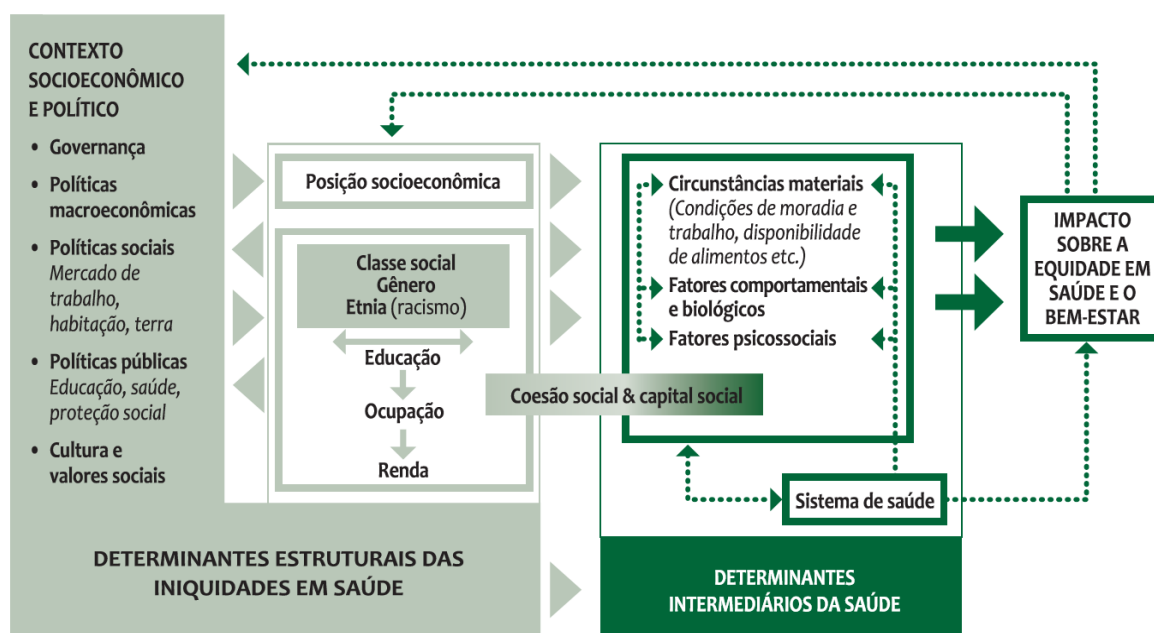 CONTEXTO
SOCIOECONÔMICO
E POLÍTICO
• Governança
• Políticas
macroeconômicas
• Políticas sociais
Mercado de
trabalho,
habitação, terra
• Políticas públicas
Educação, saúde,
proteção social
• Cultura e
valores sociais
Posição socioeconômica
Classe social
Gênero
Etnia (racismo)
Educação
Ocupação
Renda
DETERMINANTES ESTRUTURAIS DAS
INIQUIDADES EM SAÚDE
Coesão social & capital social
Circunstâncias materiais
(Condições de moradia e
trabalho, disponibilidade
de alimentos etc.)
Fatores comportamentais
e biológicos
Fatores psicossociais
Sistema de saúde
DETERMINANTES
INTERMEDIÁRIOS DA SAÚDE
IMPACTO
SOBRE A
EQUIDADE EM
SAÚDE E O
BEM-ESTAR